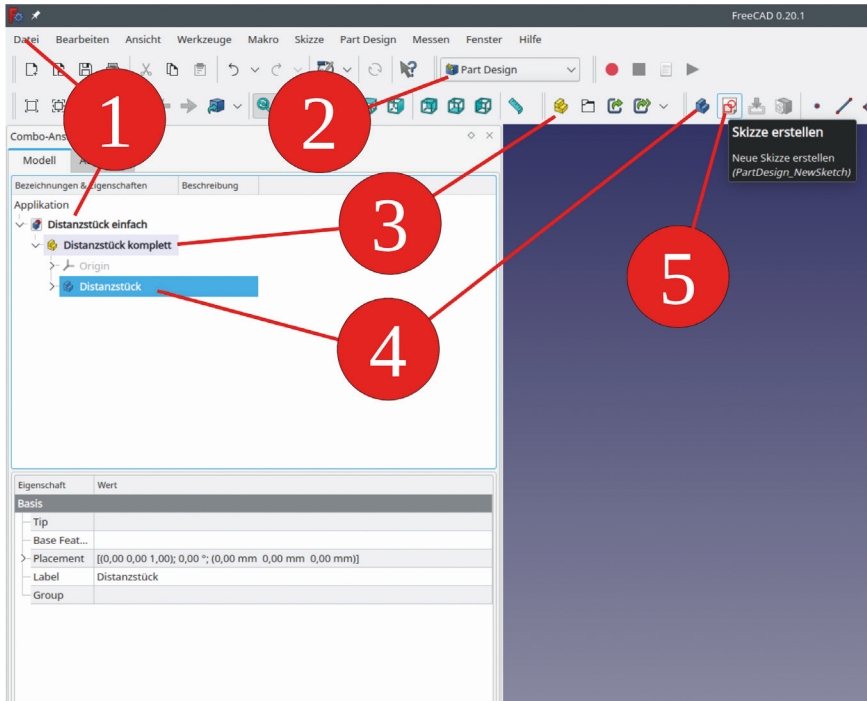 FreeCAD 0.20.1
Datei Bearbeiten Ansicht Werkzeuge Makro Skizze Part Design Messen Fenster Hilfe
Part Design
1
2
Combo-Ans
Skizze erstellen
Neue Skizze erstellen
(PartDesign_NewSketch)
Modell
Bezeichnungen & Eigenschaften Beschreibung
Applikation
Distanzstück einfach
Distanzstück komplett
3
Origin
Distanzstück
5
4
Eigenschaft Wert
Basis
Tip
Base Feat...
Placement [(0,00 0,00 1,00); 0,00 °; (0,00 mm 0,00 mm 0,00 mm)]
Label Distanzstück
Group